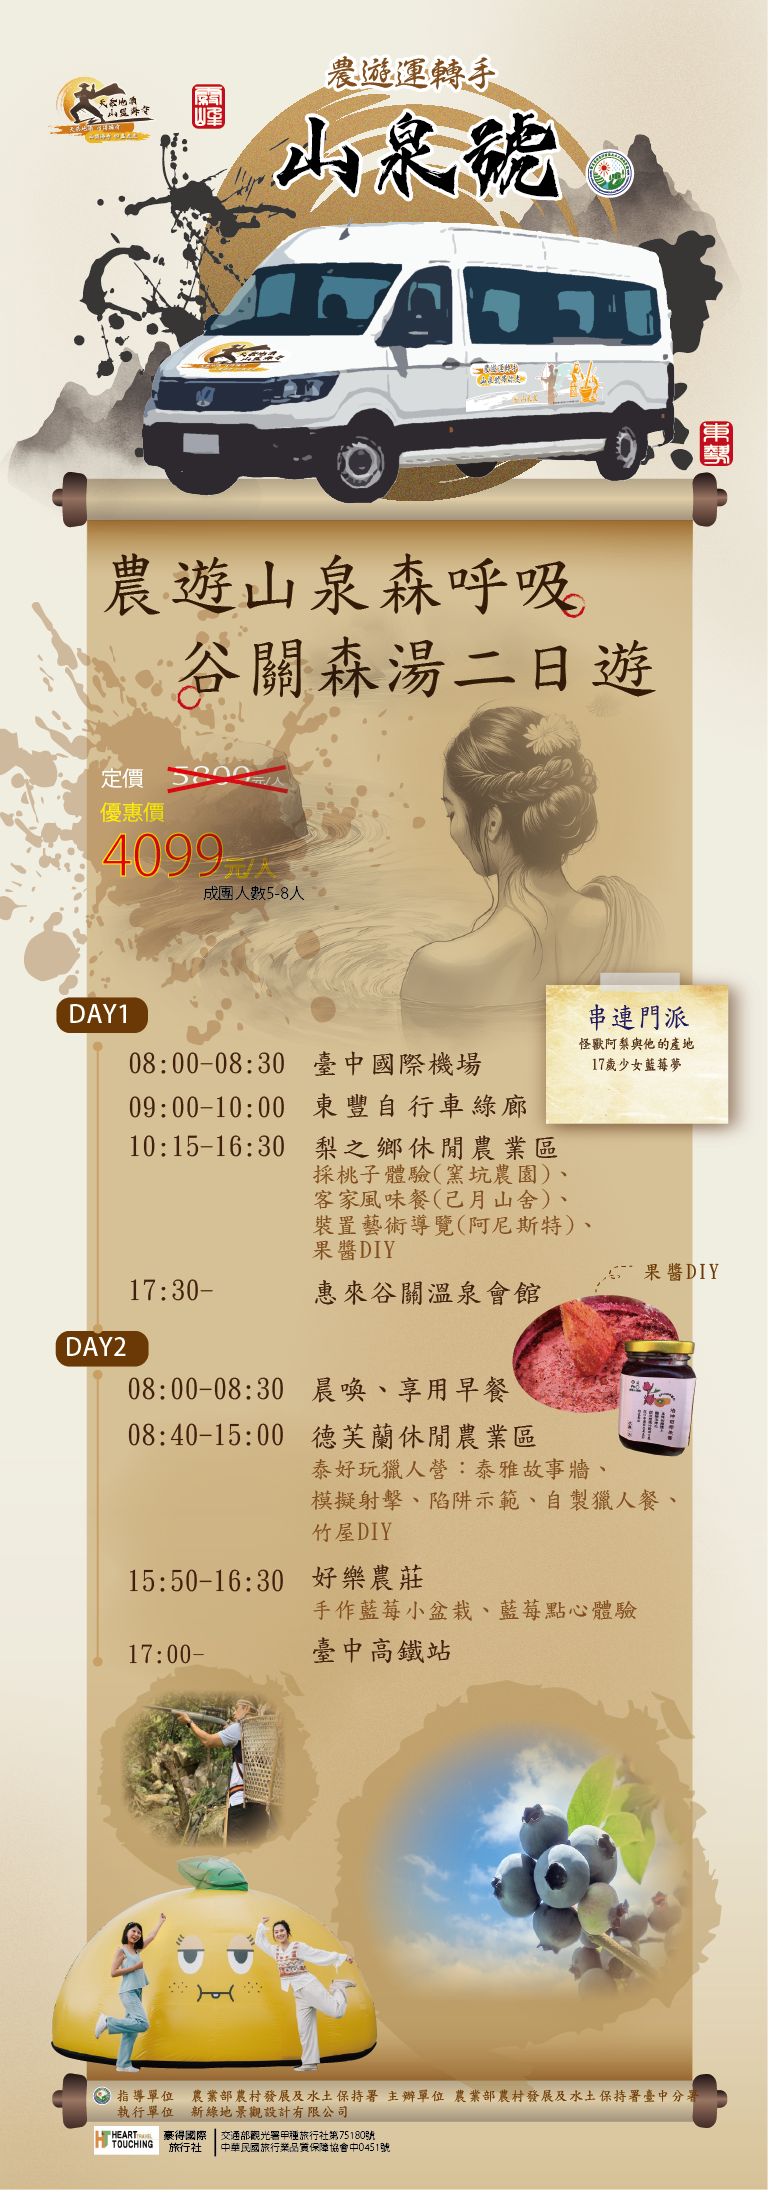 農遊運轉手
霧峰
山泉號
東勢
農遊山泉森呼吸
谷關森湯二日遊
定價 5800元/人
優惠價
4099元/人
成團人數5-8人
串連門派
怪獸阿梨與他的產地
17歲少女藍莓夢
DAY1
08:00-08:30 臺中國際機場
09:00-10:00 東豐自行車綠廊
10:15-16:30 梨之鄉休閒農業區
採桃子體驗(窯坑農園)、
客家風味餐(己月山舍)、
裝置藝術導覽(阿尼斯特)、
果醬DIY
果醬DIY
17:30- 惠來谷關溫泉會館
DAY2
08:00-08:30 晨喚、享用早餐
08:40-15:00 德芙蘭休閒農業區
泰好玩獵人營：泰雅故事牆、
模擬射擊、陷阱示範、自製獵人餐、
竹屋DIY
15:50-16:30 好樂農莊
手作藍莓小盆栽、藍莓點心體驗
17:00- 臺中高鐵站
指導單位 農業部農村發展及水土保持署 主辦單位 農業部農村發展及水土保持署臺中分署
執行單位 新綠地景觀設計有限公司
HT HEART TRAVEL
TOUCHING
豪得國際
旅行社
交通部觀光署甲種旅行社第75180號
中華民國旅行業品質保障協會中0451號